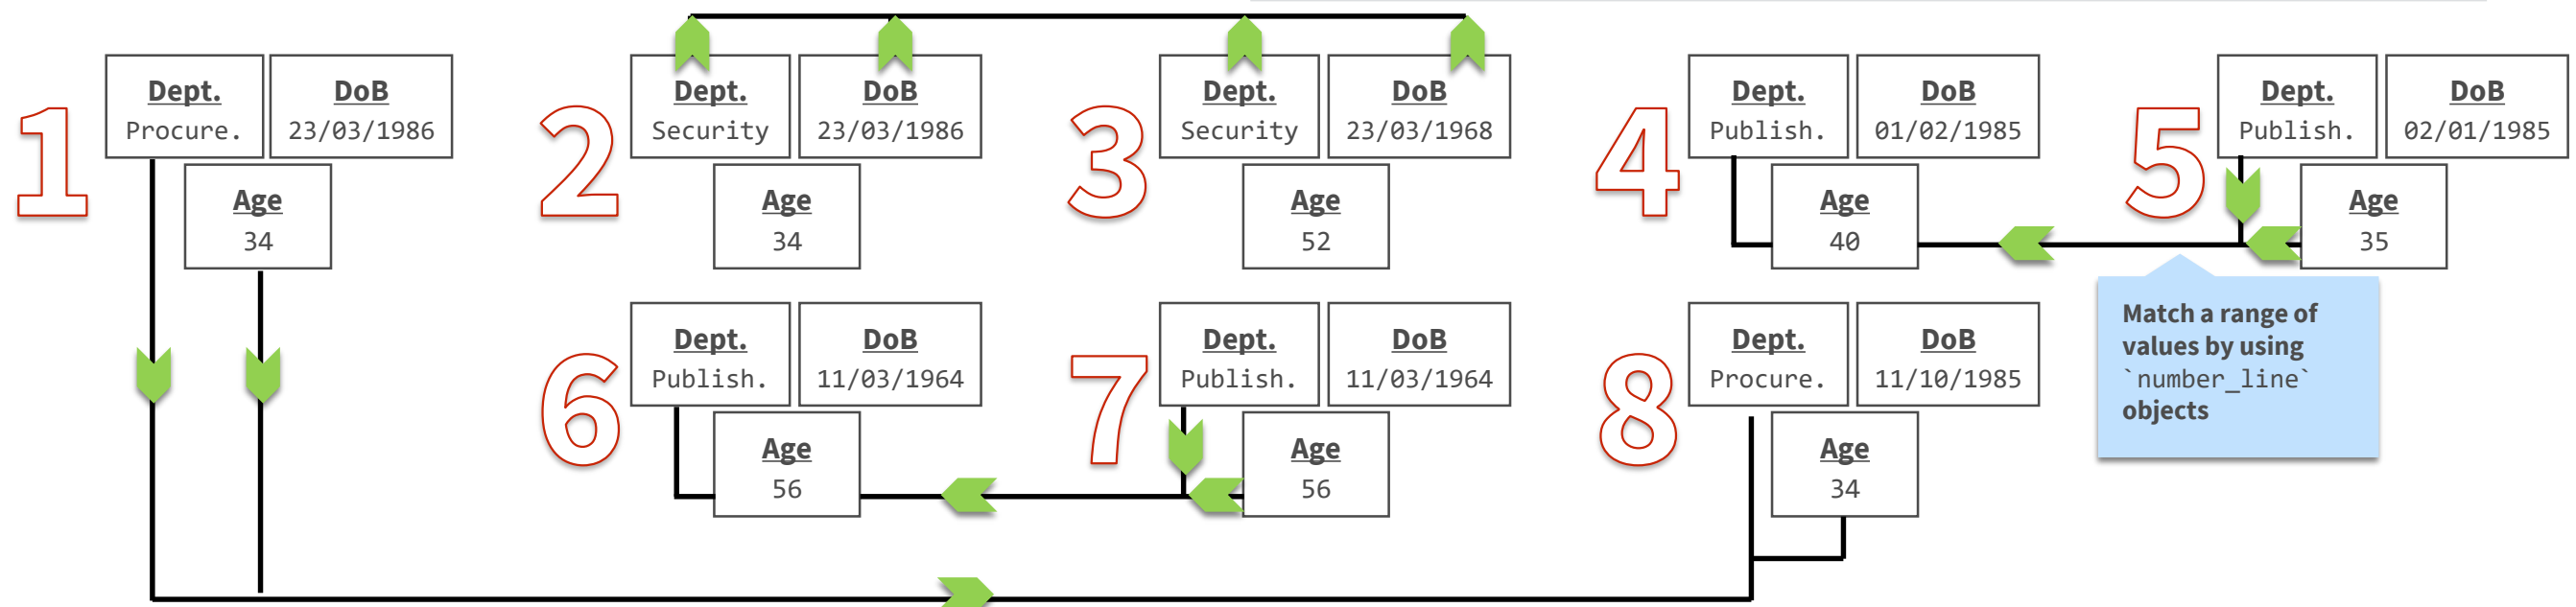 1
Dept.
Procure.
DoB
23/03/1986
Age
34
2
Dept.
Security
DoB
23/03/1986
Age
34
3
Dept.
Security
DoB
23/03/1968
Age
52
4
Dept.
Publish.
DoB
01/02/1985
Age
40
5
Dept.
Publish.
DoB
02/01/1985
Age
35
Match a range of
values by using
`number_line`
objects
6
Dept.
Publish.
DoB
11/03/1964
Age
56
7
Dept.
Publish.
DoB
11/03/1964
Age
56
8
Dept.
Procure.
DoB
11/10/1985
Age
34